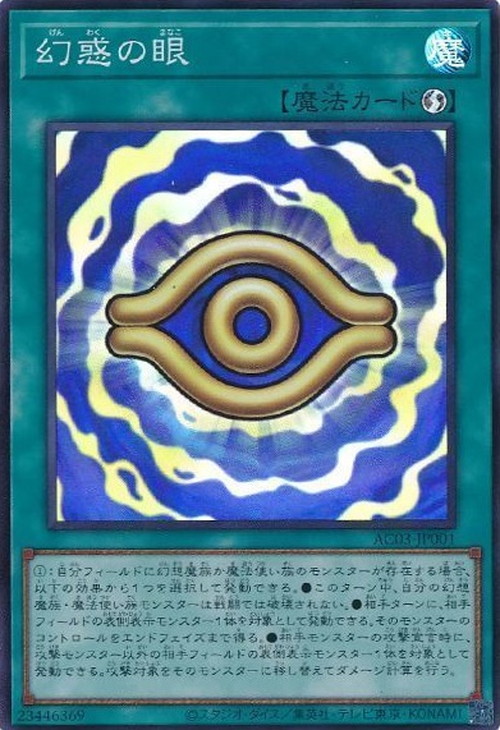 幻惑の眼
魔
【魔法カード】
AC03-JP001
①:自分フィールドに幻想魔族か魔法使い族のモンスターが存在する場合、
以下の効果から1つを選択して発動できる。●このターン中、自分の幻想
魔族・魔法使い族モンスターは戦闘では破壊されない。●相手ターンに、相手
フィールドの表側表示モンスター1体を対象として発動できる。そのモンスターの
コントロールをエンドフェイズまで得る。●相手モンスターの攻撃宣言時に、
攻撃モンスター以外の相手フィールドの表側表示モンスター1体を対象として
発動できる。攻撃対象をそのモンスターに移し替えてダメージ計算を行う。
23446369
©スタジオ・ダイス/集英社・テレビ東京・KONAMI